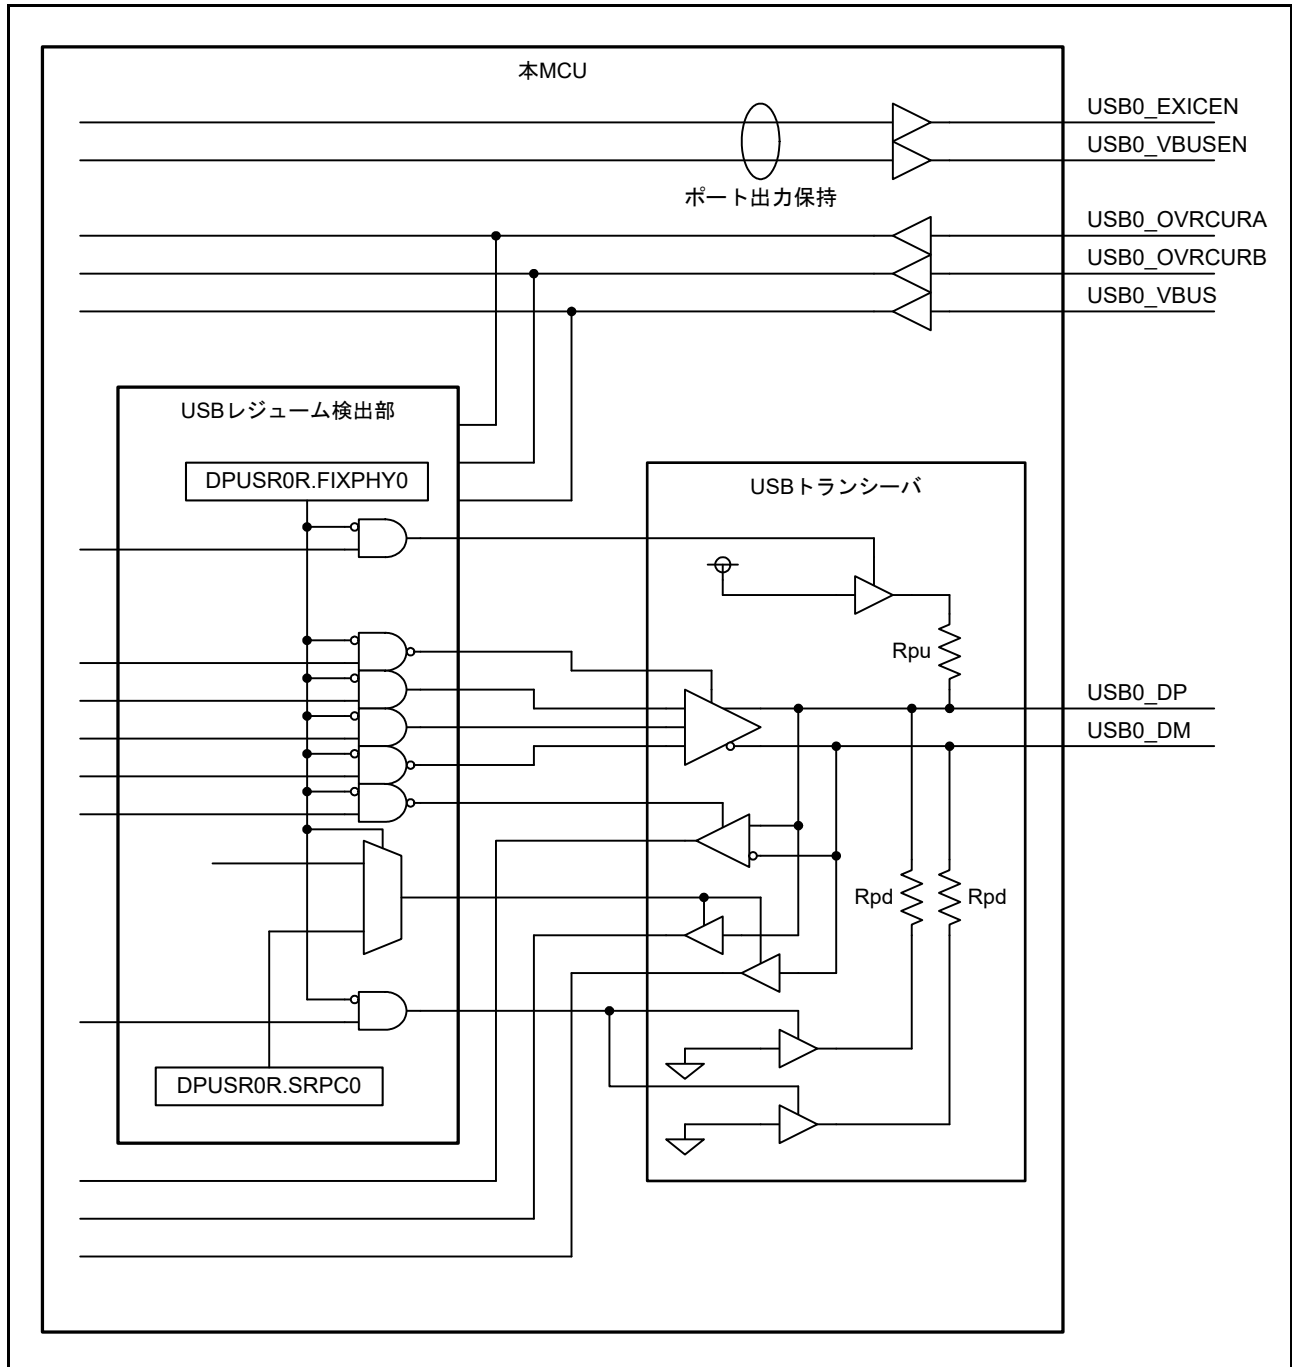 本MCU
USB0_EXICEN
USB0_VBUSEN
ポート出力保持
USB0_OVRCURA
USB0_OVRCURB
USB0_VBUS
USBレジューム検出部
DPUSR0R.FIXPHY0
USBトランシーバ
Rpu
USB0_DP
USB0_DM
Rpd
Rpd
DPUSR0R.SRPC0